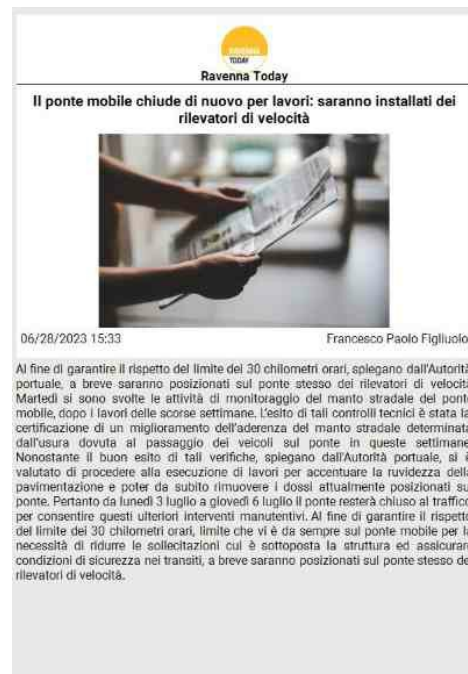 RAVENNA
TODAY
Ravenna Today
Il ponte mobile chiude di nuovo per lavori: saranno installati dei
rilevatori di velocità
06/28/2023 15:33
Francesco Paolo Figliuolo
Al fine di garantire il rispetto del limite dei 30 chilometri orari, spiegano dall'Autorità
portuale, a breve saranno posizionati sul ponte stesso dei rilevatori di velocità
Martedì si sono svolte le attività di monitoraggio del manto stradale del ponte
mobile, dopo i lavori delle scorse settimane. L'esito di tali controlli tecnici è stata la
certificazione di un miglioramento dell'aderenza del manto stradale determinata
dall'usura dovuta al passaggio dei veicoli sul ponte in queste settimane
Nonostante il buon esito di tali verifiche, spiegano dall'Autorità portuale, si è
valutato di procedere alla esecuzione di lavori per accentuare la ruvidezza della
pavimentazione e poter da subito rimuovere i dossi attualmente posizionati su
ponte. Pertanto da lunedì 3 luglio a giovedì 6 luglio il ponte resterà chiuso al traffico
per consentire questi ulteriori interventi manutentivi. Al fine di garantire il rispetto
del limite dei 30 chilometri orari, limite che vi è da sempre sul ponte mobile per la
necessità di ridurre le sollecitazioni cui è sottoposta la struttura ed assicurare
condizioni di sicurezza nei transiti, a breve saranno posizionati sul ponte stesso de
rilevatori di velocità.